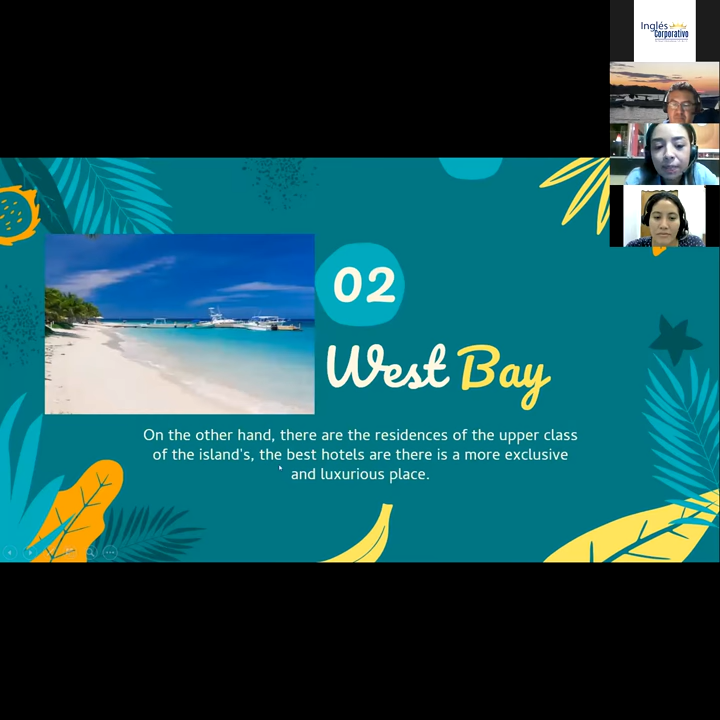 Inglés
Corporativo
02
West Bay
On the other hand, there are the residences of the upper class
of the island's, the best hotels are there is a more exclusive
and luxurious place.